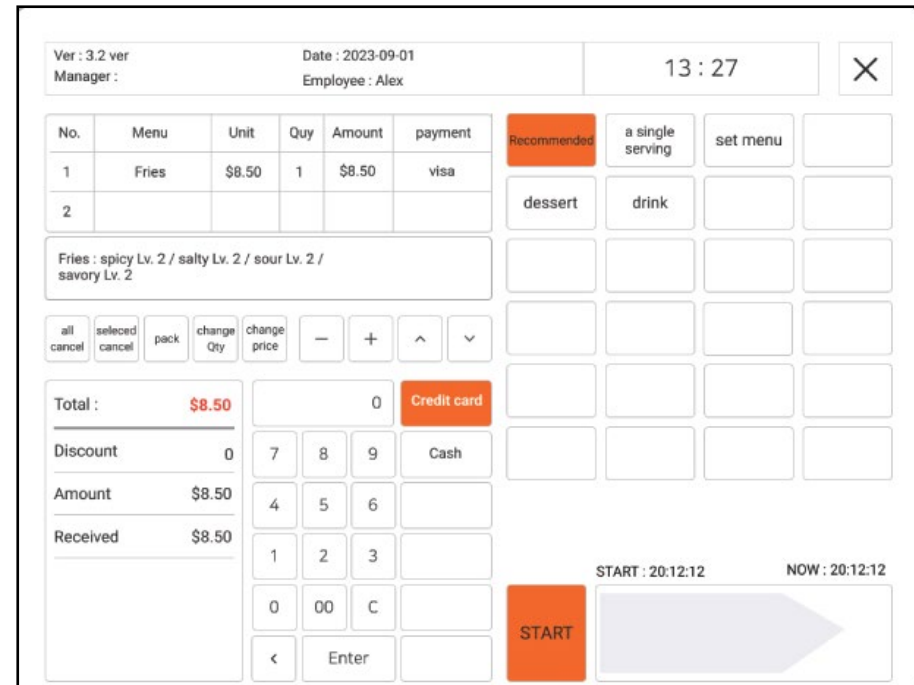 Ver : 3.2 ver
Manager :
Date : 2023-09-01
Employee : Alex
13 : 27
No. Menu Unit Quy Amount payment
1 Fries $8.50 1 $8.50 visa
2
Fries : spicy Lv. 2 / salty Lv. 2 / sour Lv. 2 /
savory Lv. 2
all
cancel
seleced
cancel
pack
change
Qty
change
price
− +
Total : $8.50
Discount 0
Amount $8.50
Received $8.50
0
Credit card
7 8 9 Cash
4 5 6
1 2 3
0 00 C
< Enter
Recommended
a single
serving
set menu
dessert
drink
START : 20:12:12
NOW : 20:12:12
START